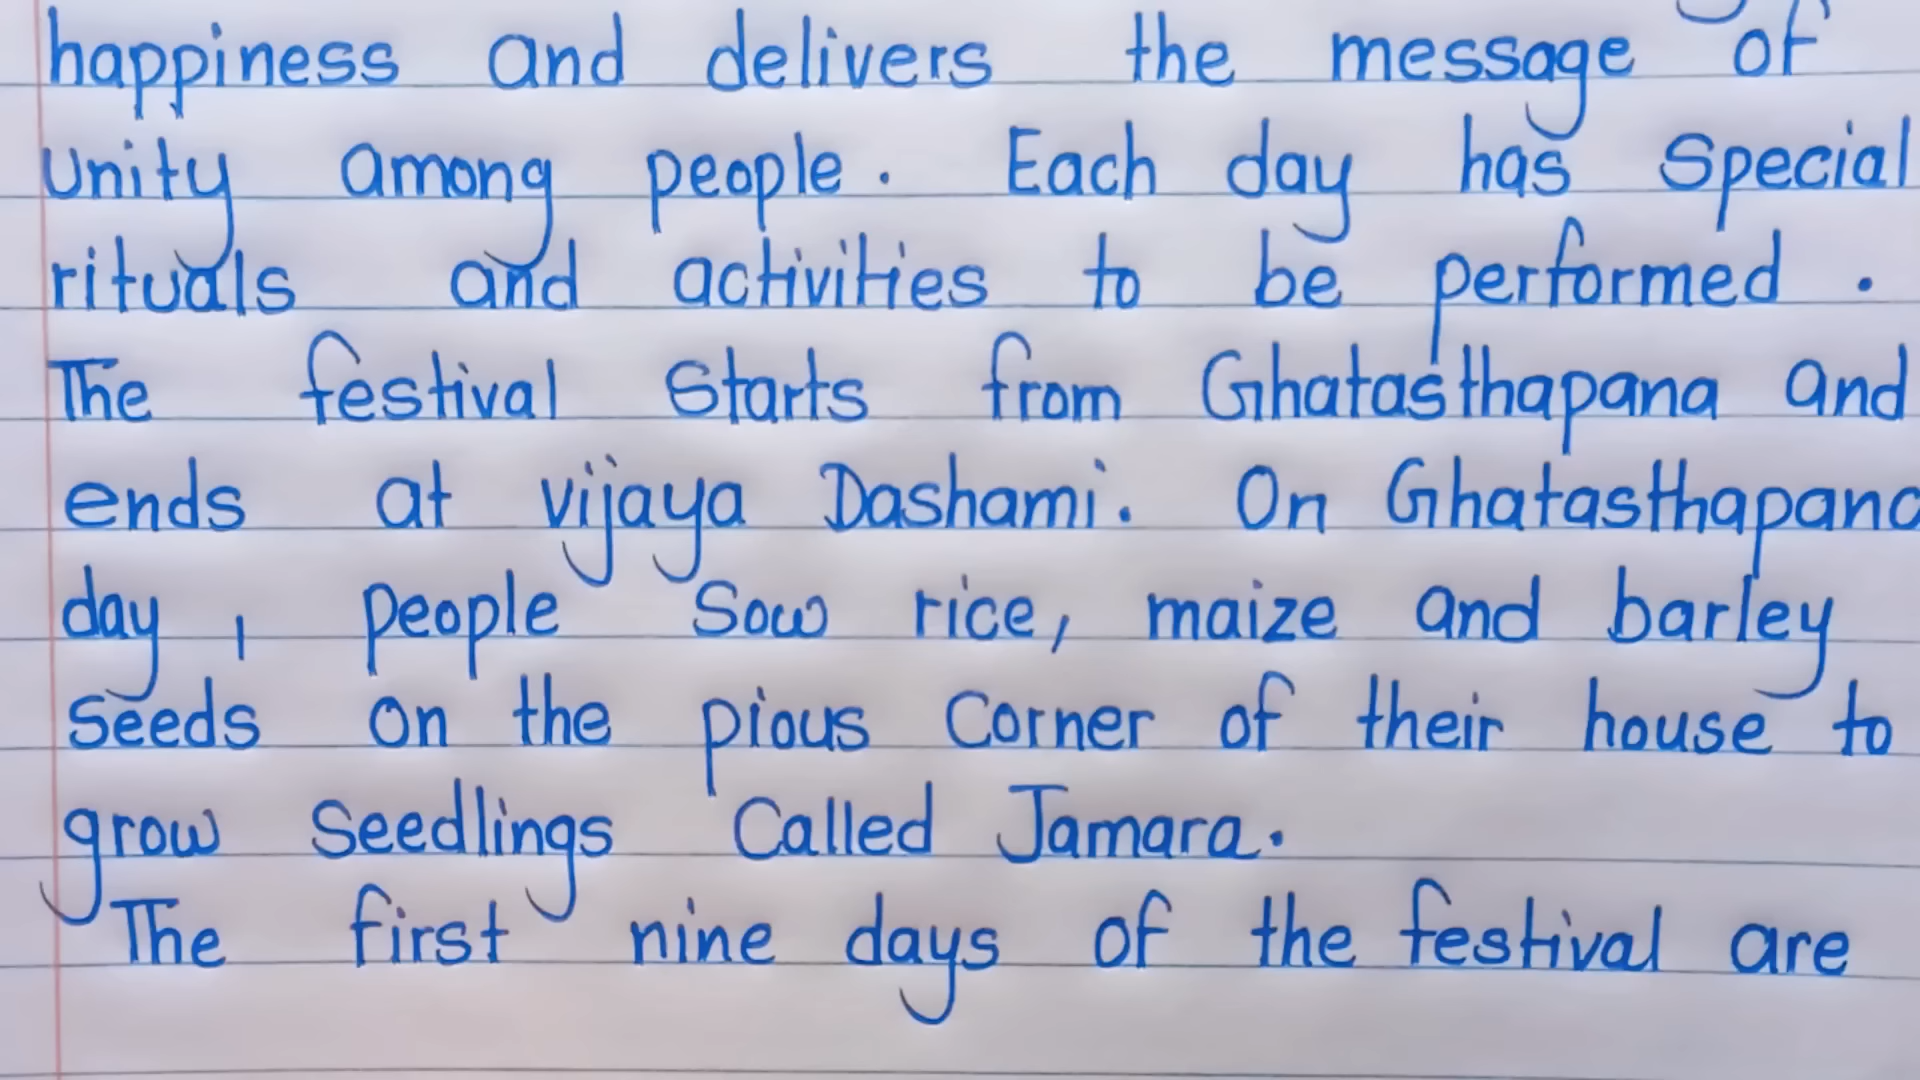 happiness and delivers the message of
unity among people. Each day has special
rituals and activities to be performed.
The festival starts from Ghatasthapana and
ends at vijaya Dashami. On Ghatasthapana
day, people sow rice, maize and barley
seeds on the pious corner of their house to
grow seedlings called Jamara.
The first nine days of the festival are